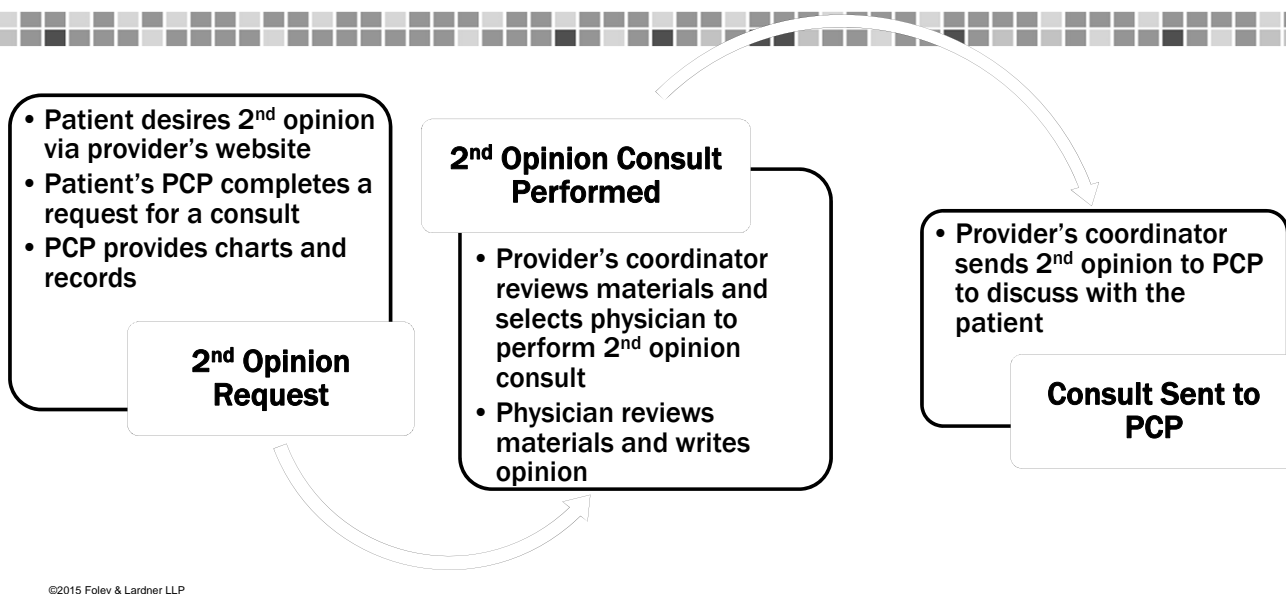 • Patient desires 2nd opinion
via provider's website
• Patient's PCP completes a
request for a consult
• PCP provides charts and
records
2nd Opinion
Request
2nd Opinion Consult
Performed
• Provider's coordinator
reviews materials and
selects physician to
perform 2nd opinion
consult
• Physician reviews
materials and writes
opinion
• Provider's coordinator
sends 2nd opinion to PCP
to discuss with the
patient
Consult Sent to
PCP
©2015 Foley & Lardner LLP